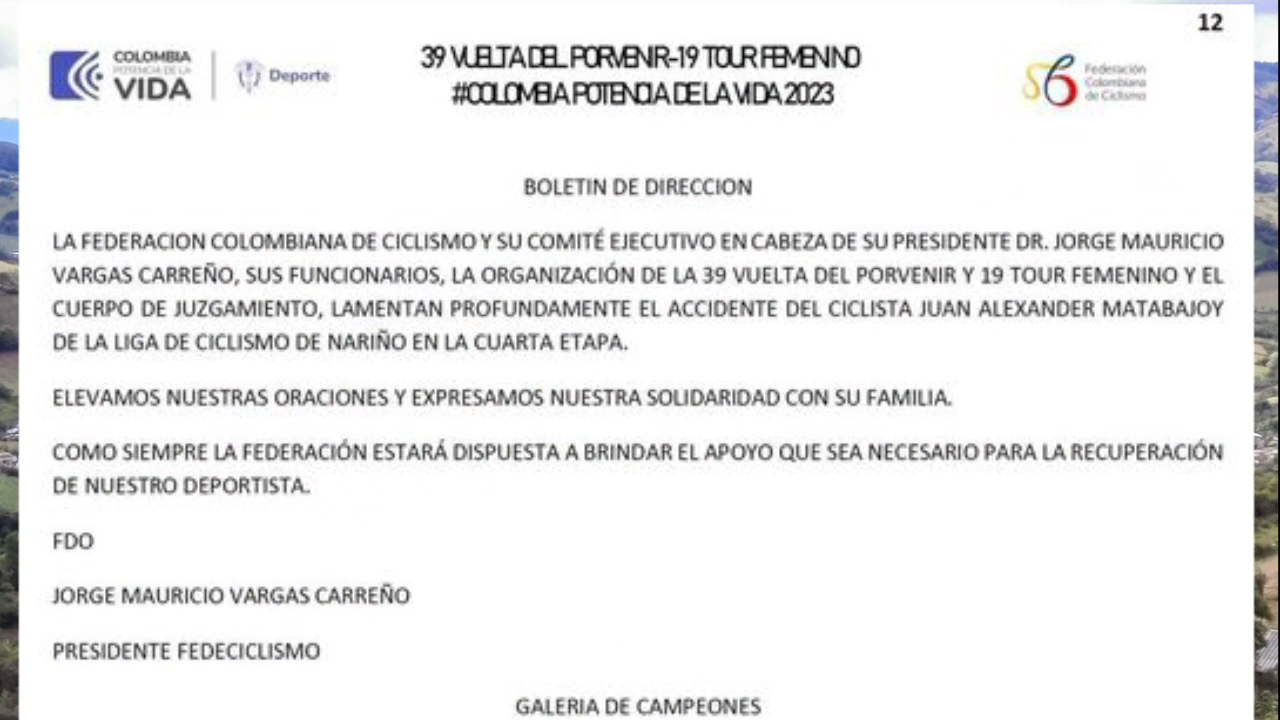 12
COLOMBIA
POTENCIA DE LA
VIDA
Deporte
39 VUELTA DEL PORVENIR-19 TOUR FEMENINO
#COLOMBIA POTENCIA DE LA VIDA 2023
Federación
Colombiana
de Ciclismo
BOLETIN DE DIRECCION
LA FEDERACION COLOMBIANA DE CICLISMO Y SU COMITÉ EJECUTIVO EN CABEZA DE SU PRESIDENTE DR. JORGE MAURICIO
VARGAS CARREÑO, SUS FUNCIONARIOS, LA ORGANIZACIÓN DE LA 39 VUELTA DEL PORVENIR Y 19 TOUR FEMENINO Y EL
CUERPO DE JUZGAMIENTO, LAMENTAN PROFUNDAMENTE EL ACCIDENTE DEL CICLISTA JUAN ALEXANDER MATABAJOY
DE LA LIGA DE CICLISMO DE NARIÑO EN LA CUARTA ETAPA.
ELEVAMOS NUESTRAS ORACIONES Y EXPRESAMOS NUESTRA SOLIDARIDAD CON SU FAMILIA.
COMO SIEMPRE LA FEDERACIÓN ESTARÁ DISPUESTA A BRINDAR EL APOYO QUE SEA NECESARIO PARA LA RECUPERACIÓN
DE NUESTRO DEPORTISTA.
FDO
JORGE MAURICIO VARGAS CARREÑO
PRESIDENTE FEDECICLISMO
GALERIA DE CAMPEONES